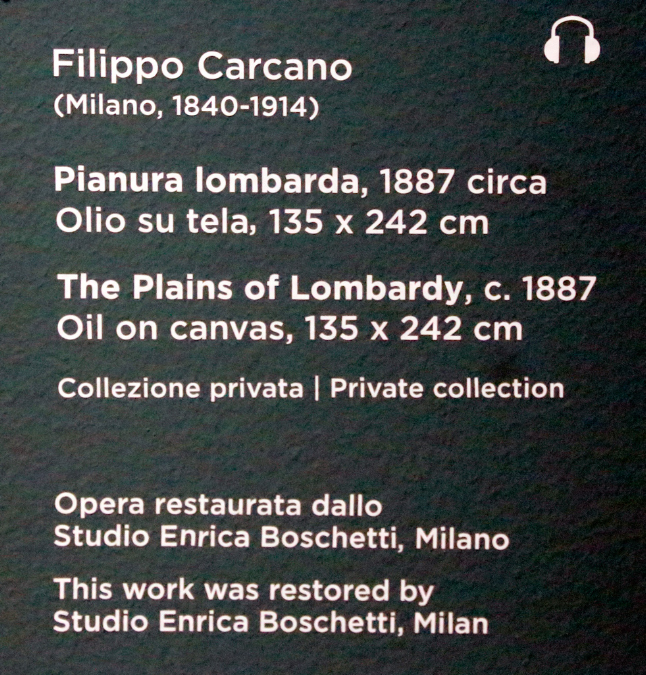 Filippo Carcano
(Milano, 1840-1914)
Pianura lombarda, 1887 circa
Olio su tela, 135 x 242 cm
The Plains of Lombardy, c. 1887
Oil on canvas, 135 x 242 cm
Collezione privata | Private collection
Opera restaurata dallo
Studio Enrica Boschetti, Milano
This work was restored by
Studio Enrica Boschetti, Milan